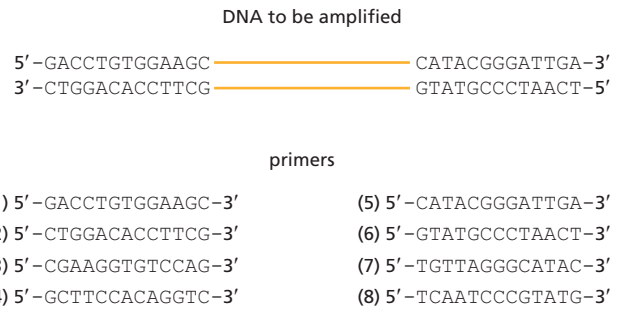 DNA to be amplified
5′–GACCTGTGGAAGC CATACGGGATTGA–3′
3′–CTGGACACCTTCG GTATGCCCTAACT–5′
primers
) 5′–GACCTGTGGAAGC–3′ (5) 5′–CATACGGGATTGA–3′
) 5′–CTGGACACCTTCG–3′ (6) 5′–GTATGCCCTAACT–3′
) 5′–CGAAGGTGTCCAG–3′ (7) 5′–TGTTAGGGCATAC–3′
) 5′–GCTTCCACAGGTC–3′ (8) 5′–TCAATCCCGTATG–3′